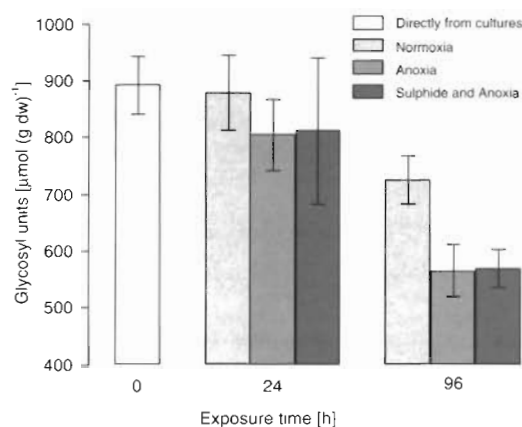 Directly from cultures
Normoxia
Anoxia
Sulphide and Anoxia
Glycosyl units [µmol (g dw)⁻¹]
1000
900
800
700
600
500
400
0
24
96
Exposure time [h]